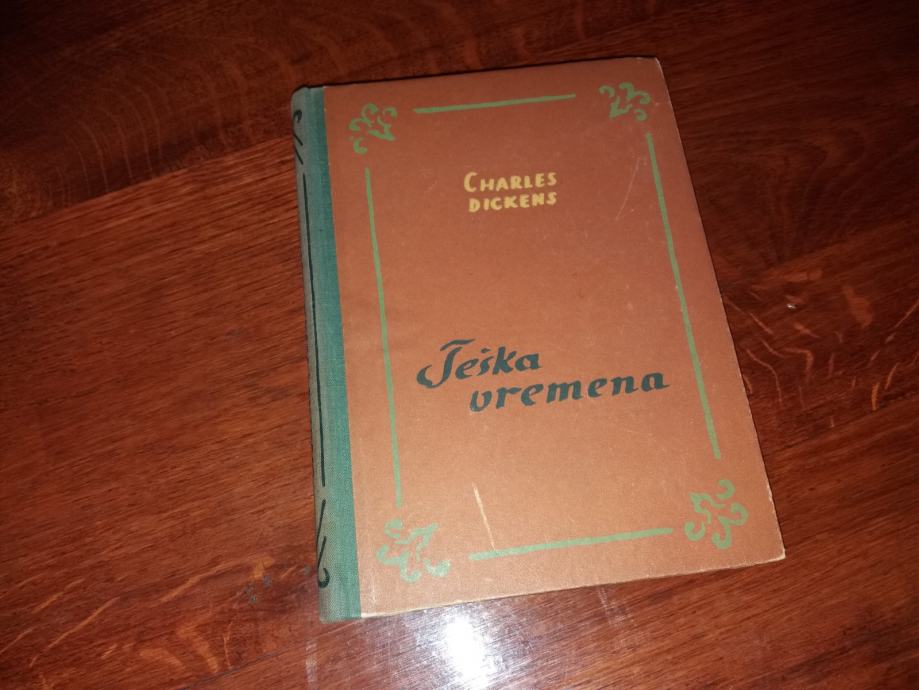 CHARLES
DICKENS
Teška
vremena